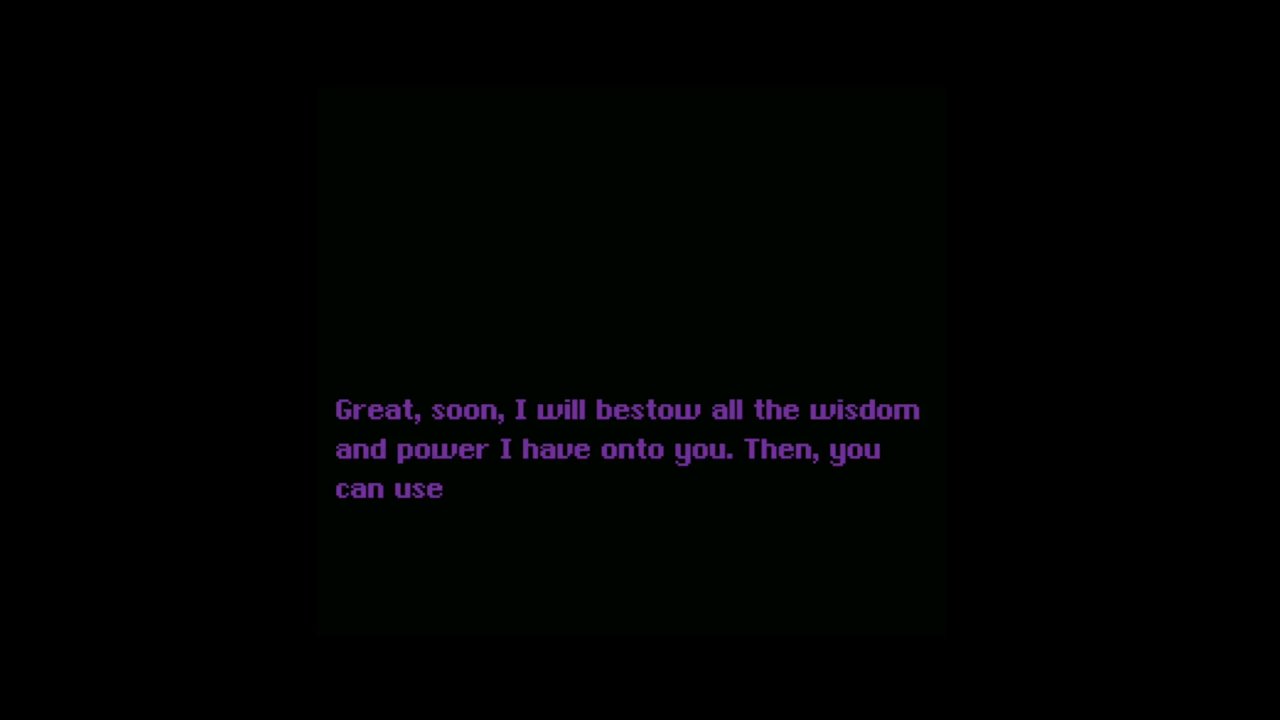 Great, soon, I will bestow all the wisdom
and power I have onto you. Then, you
can use